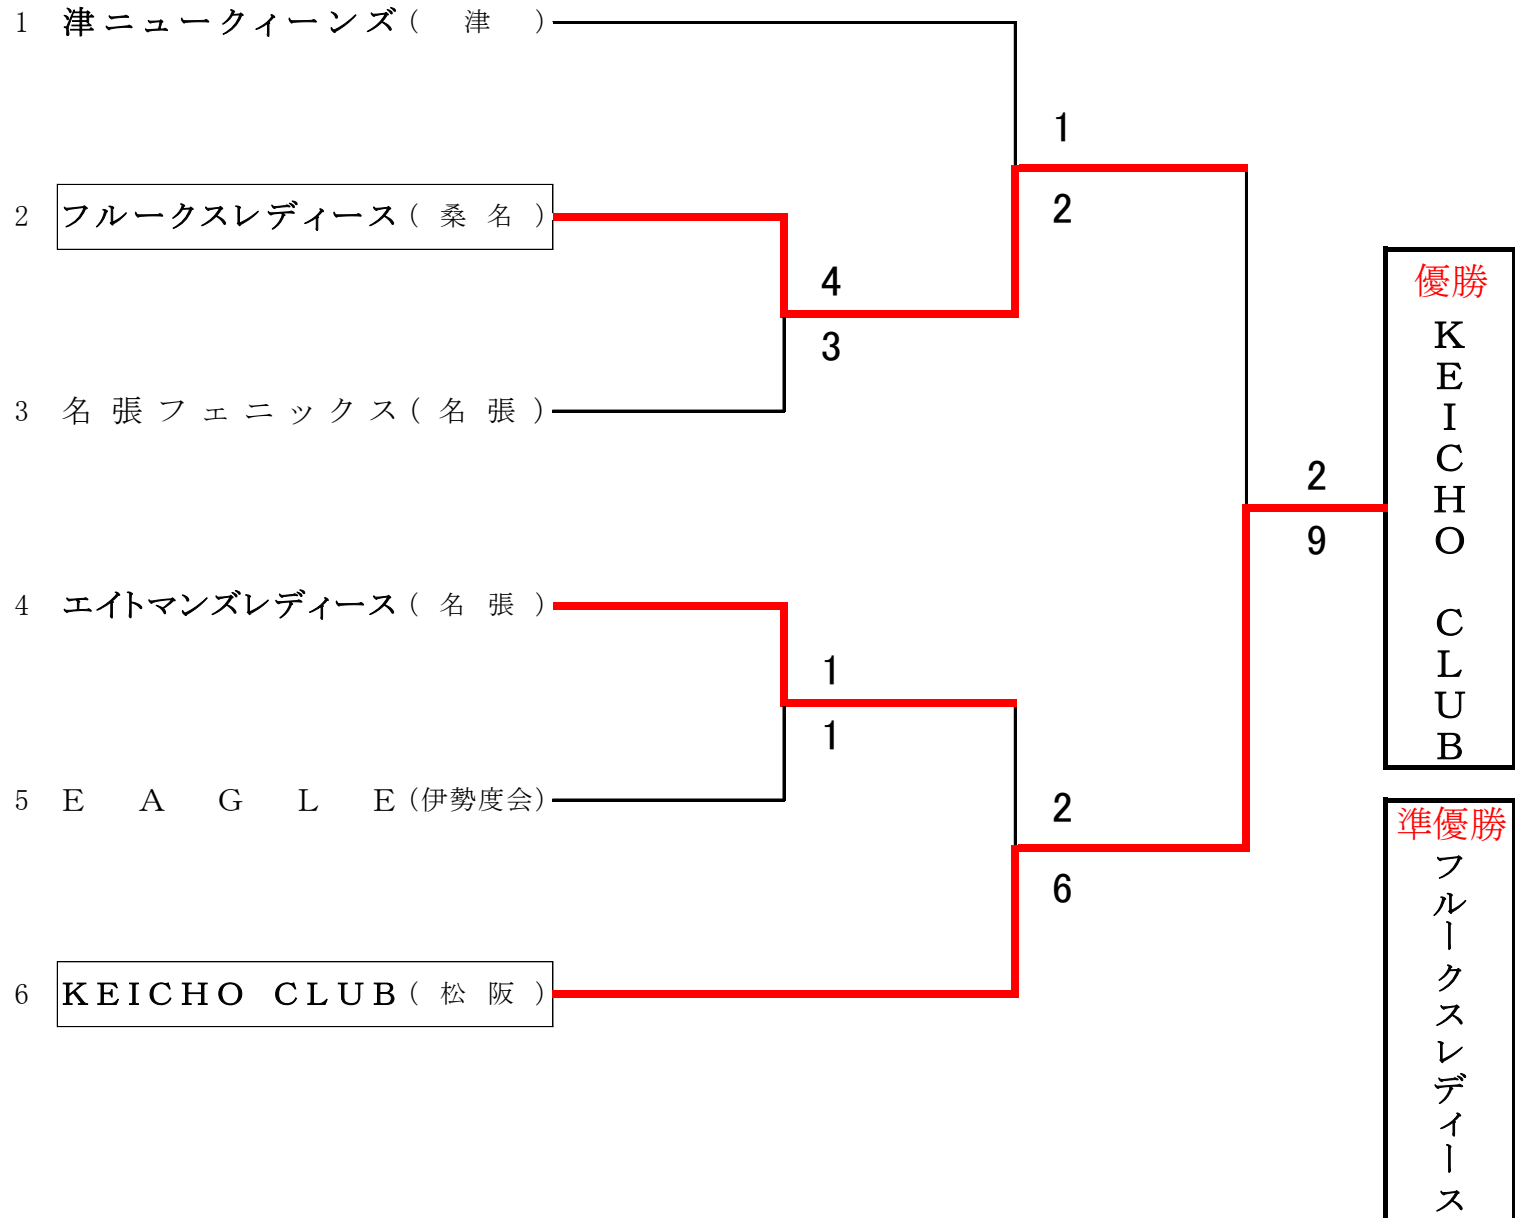 1 津ニュークィーンズ ( 津 )
1
2 フルークスレディース ( 桑名 )
2
4
3
3 名張フェニックス ( 名張 )
2
9
4 エイトマンズレディース ( 名張 )
1
1
5 EAGLE (伊勢度会)
2
6
6 KEICHO CLUB ( 松阪 )
優勝
KEICHO CLUB
準優勝
フルークスレディース